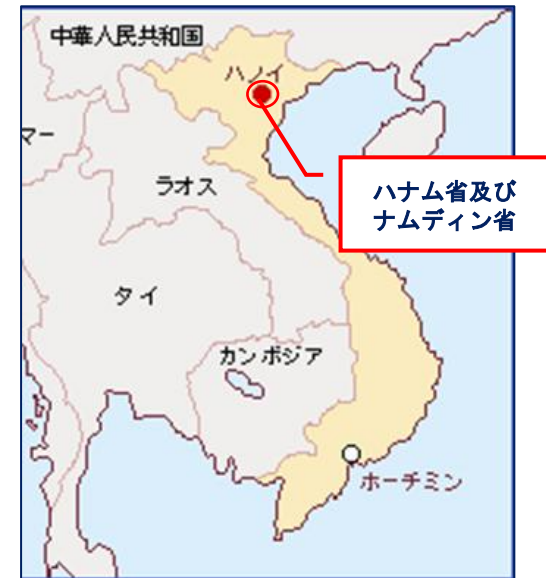 中華人民共和国
ハノイ
マー
ラオス
ハナム省及び
ナムディン省
タイ
カンボジア
ホーチミン